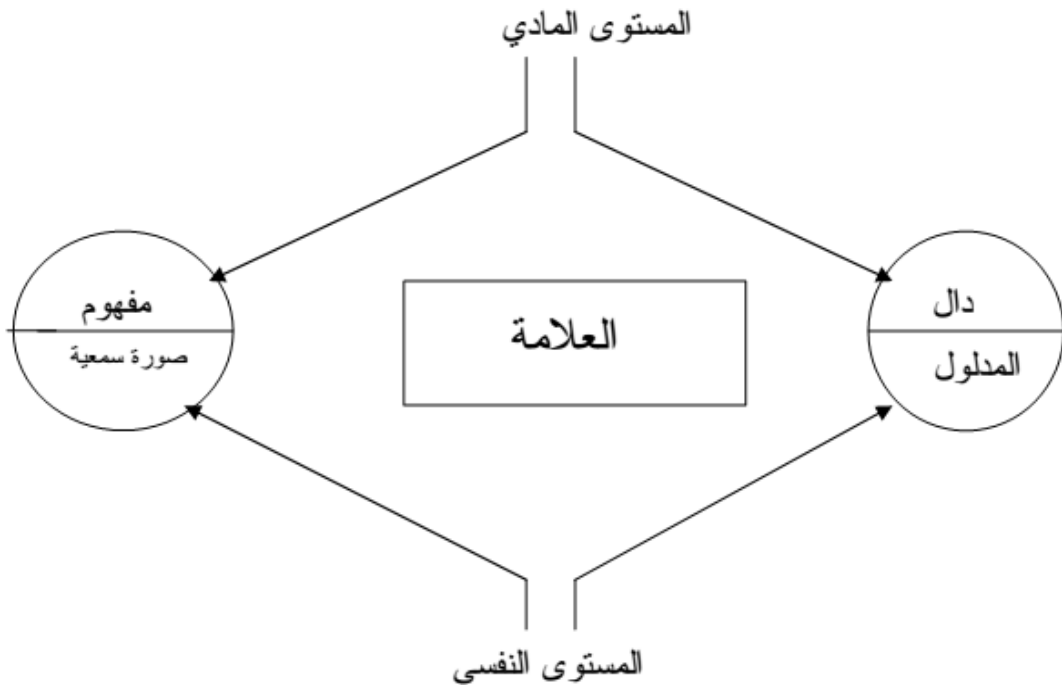 المستوى المادي
دال
المدلول
العلامة
مفهوم
صورة سمعية
المستوى النفسي